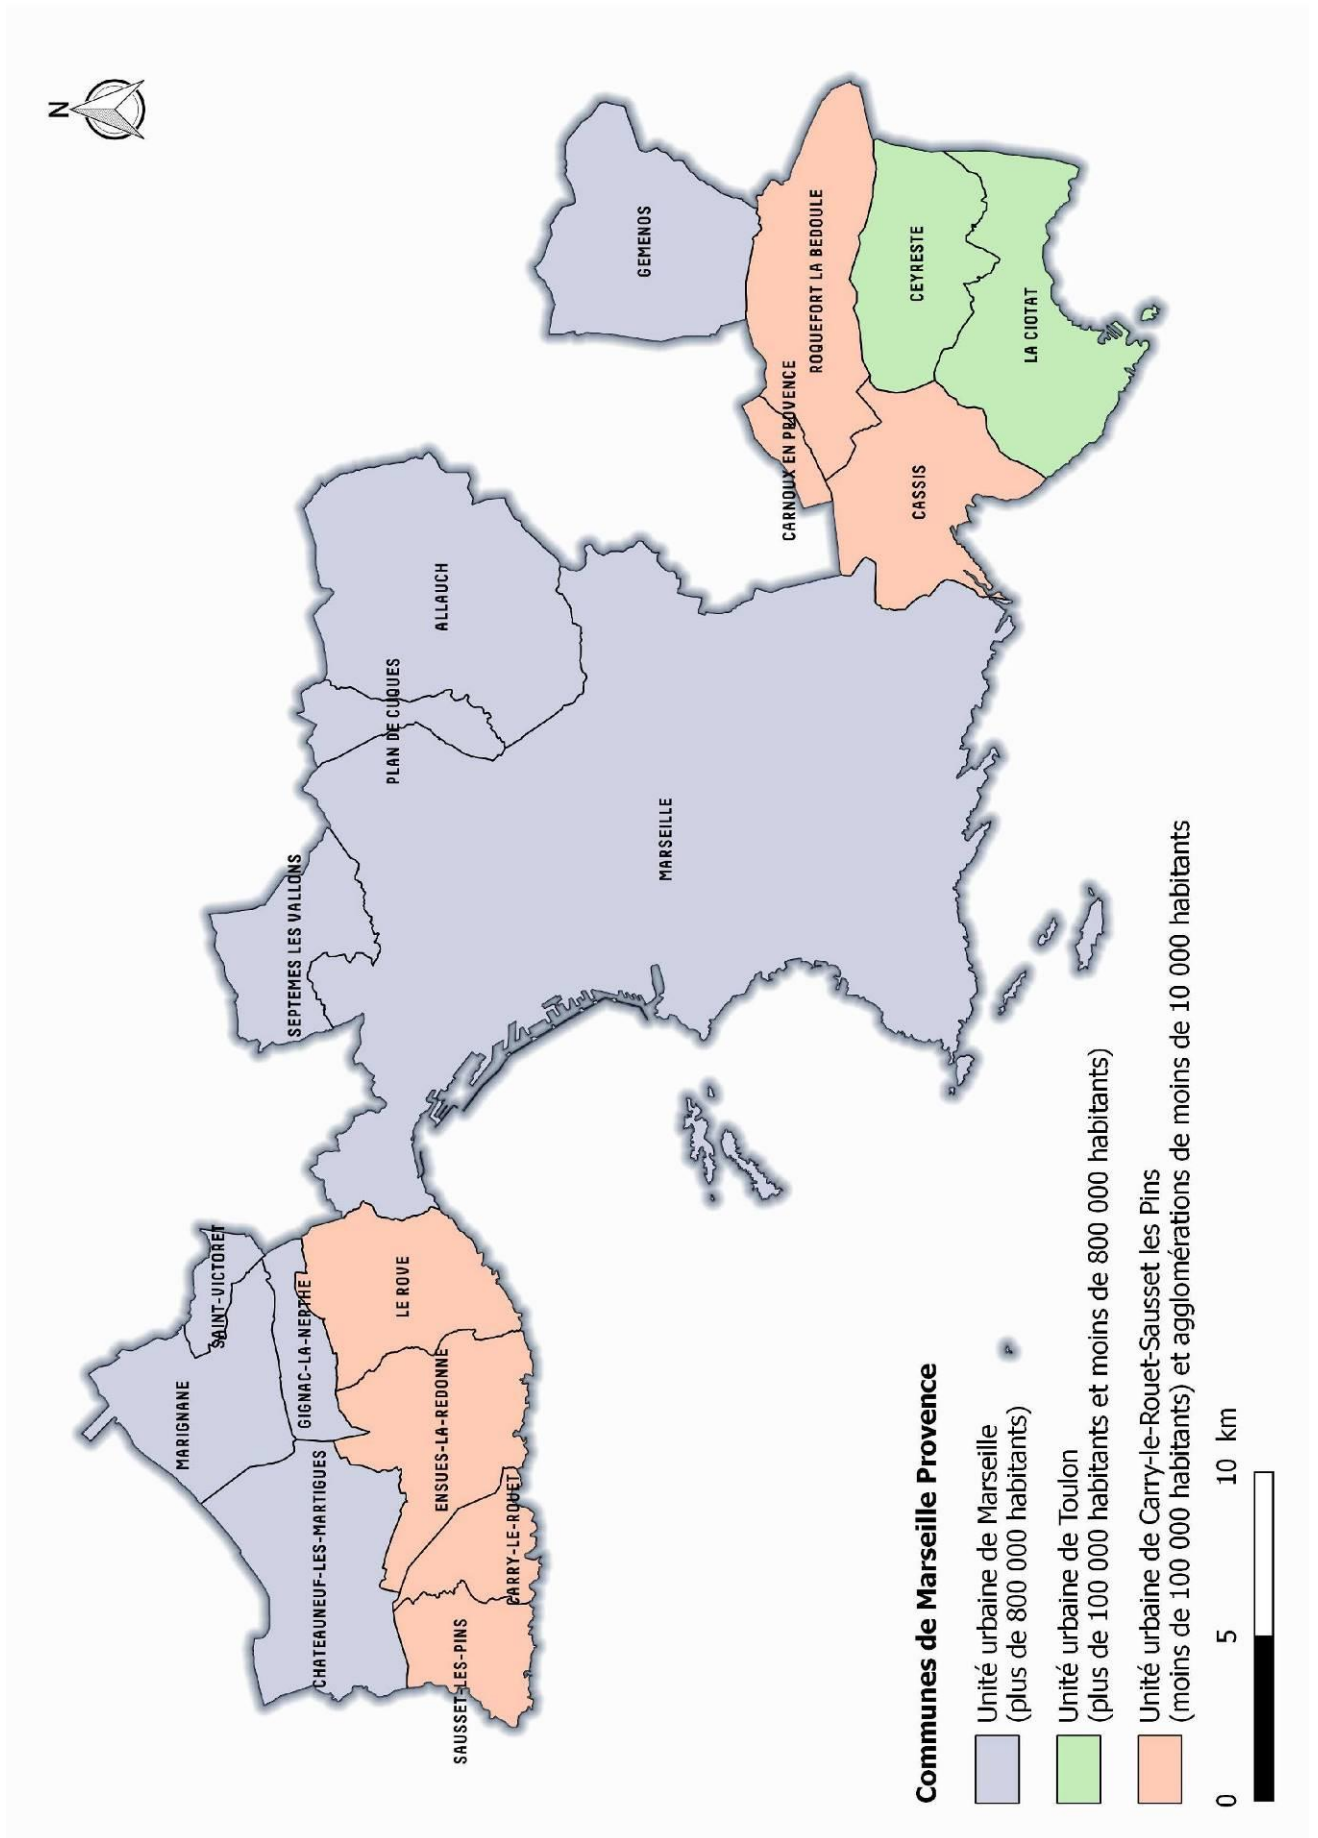 N
MARIGNANE
SAINT-VICTORET
GIGNAC-LA-NERTHE
CHATEAUNEUF-LES-MARTIGUES
LE ROVE
ENSUES-LA-REDONNE
CARRY-LE-ROUET
SAUSSET-LES-PINS
SEPTEMES LES VALLONS
PLAN DE CUQUES
ALLAUCH
MARSEILLE
GEMENOS
CARNOUX EN PROVENCE
ROQUEFORT LA BEDOULE
CASSIS
CEYRESTE
LA CIOTAT
Communes de Marseille Provence
Unité urbaine de Marseille
(plus de 800 000 habitants)
Unité urbaine de Toulon
(plus de 100 000 habitants et moins de 800 000 habitants)
Unité urbaine de Carry-le-Rouet-Sausset les Pins
(moins de 100 000 habitants) et agglomérations de moins de 10 000 habitants
0 5 10 km